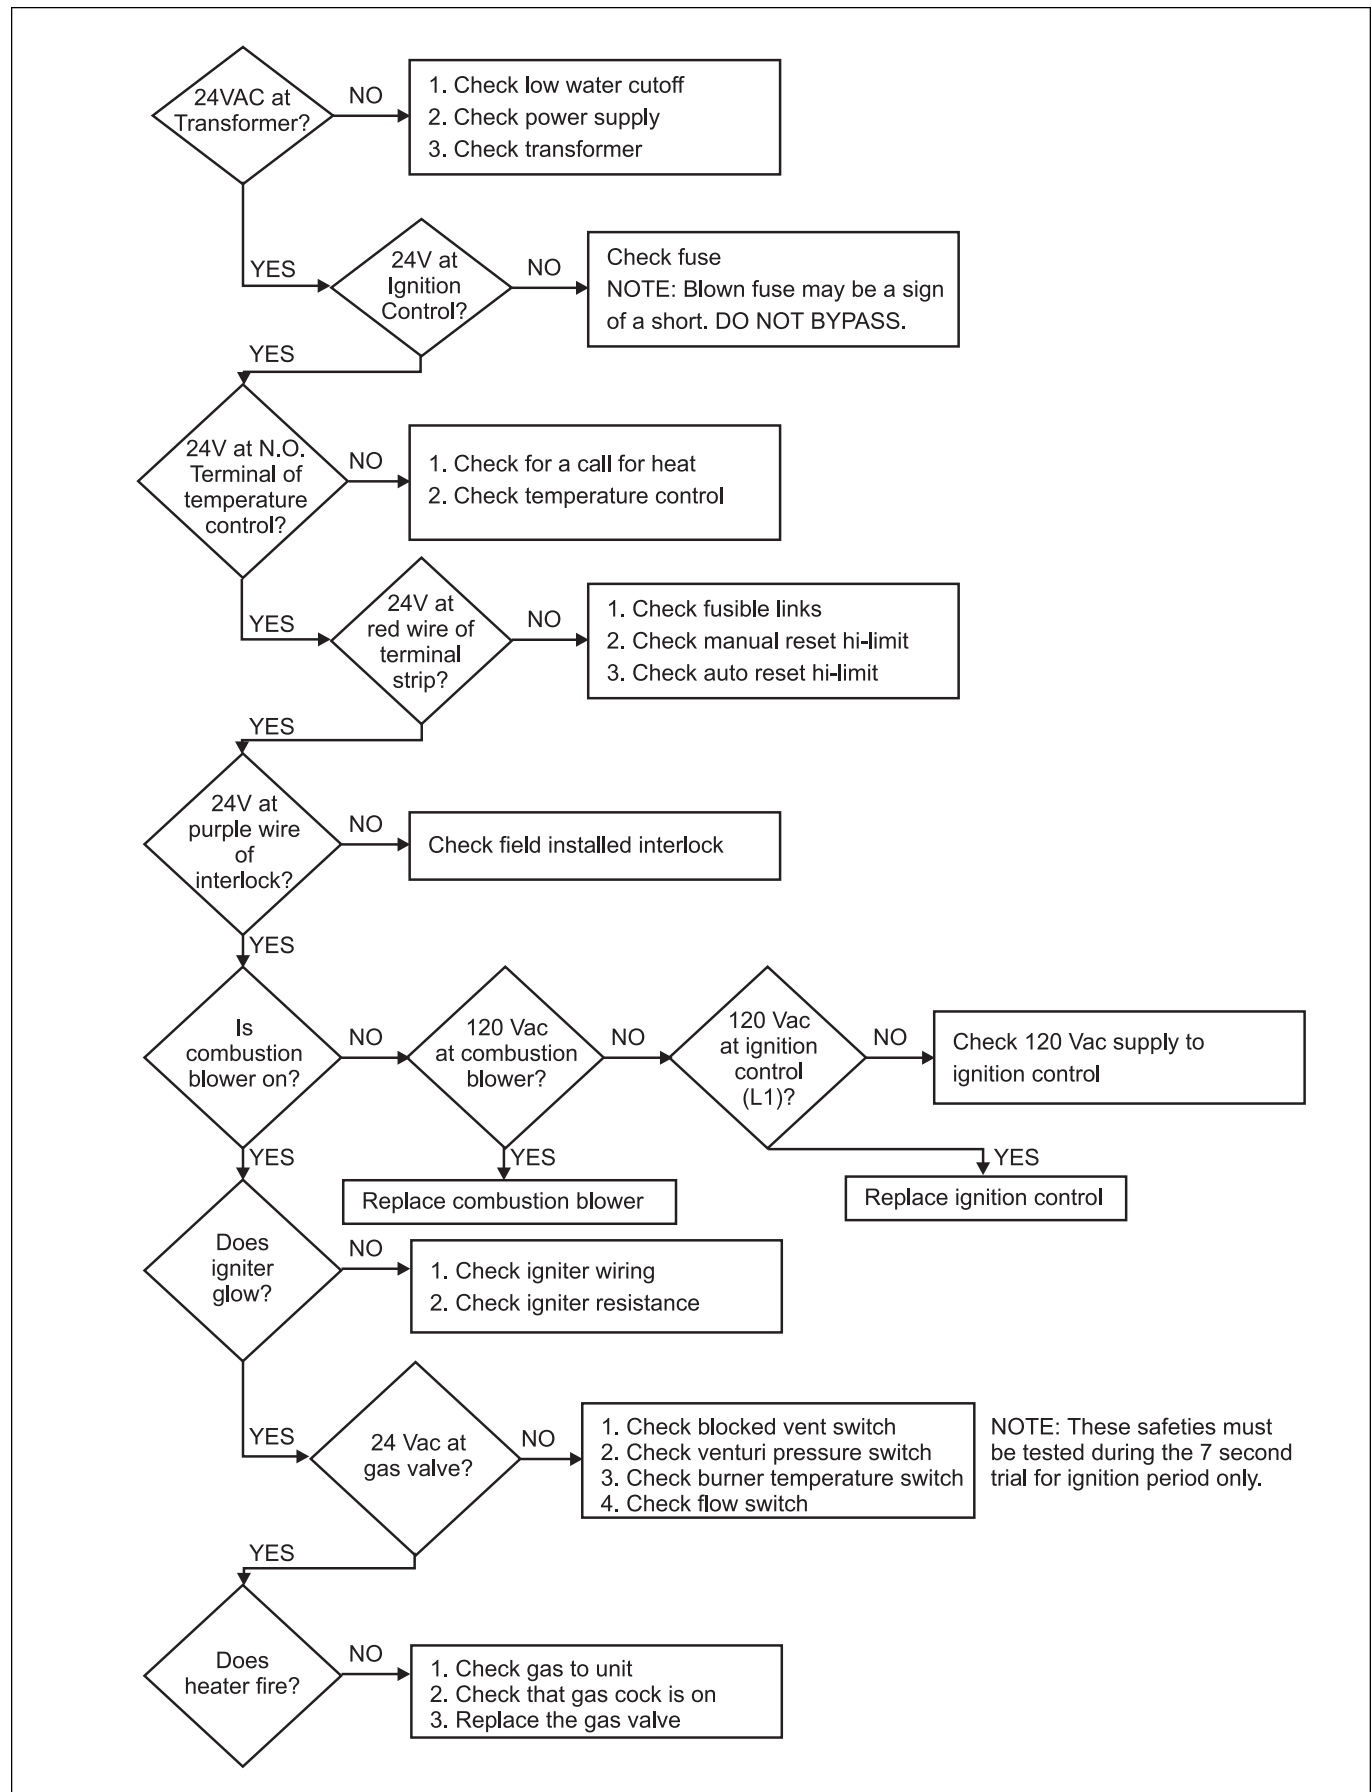 24VAC at
Transformer?
NO
1. Check low water cutoff
2. Check power supply
3. Check transformer
YES
24V at
Ignition
Control?
NO
Check fuse
NOTE: Blown fuse may be a sign
of a short. DO NOT BYPASS.
YES
24V at N.O.
Terminal of
temperature
control?
NO
1. Check for a call for heat
2. Check temperature control
YES
24V at
red wire of
terminal
strip?
NO
1. Check fusible links
2. Check manual reset hi-limit
3. Check auto reset hi-limit
YES
24V at
purple wire
of
interlock?
NO
Check field installed interlock
YES
Is
combustion
blower on?
NO
120 Vac
at combustion
blower?
NO
120 Vac
at ignition
control
(L1)?
NO
Check 120 Vac supply to
ignition control
YES
YES
YES
Replace combustion blower
Replace ignition control
Does
igniter
glow?
NO
1. Check igniter wiring
2. Check igniter resistance
YES
24 Vac at
gas valve?
NO
1. Check blocked vent switch
2. Check venturi pressure switch
3. Check burner temperature switch
4. Check flow switch
NOTE: These safeties must
be tested during the 7 second
trial for ignition period only.
YES
Does
heater fire?
NO
1. Check gas to unit
2. Check that gas cock is on
3. Replace the gas valve